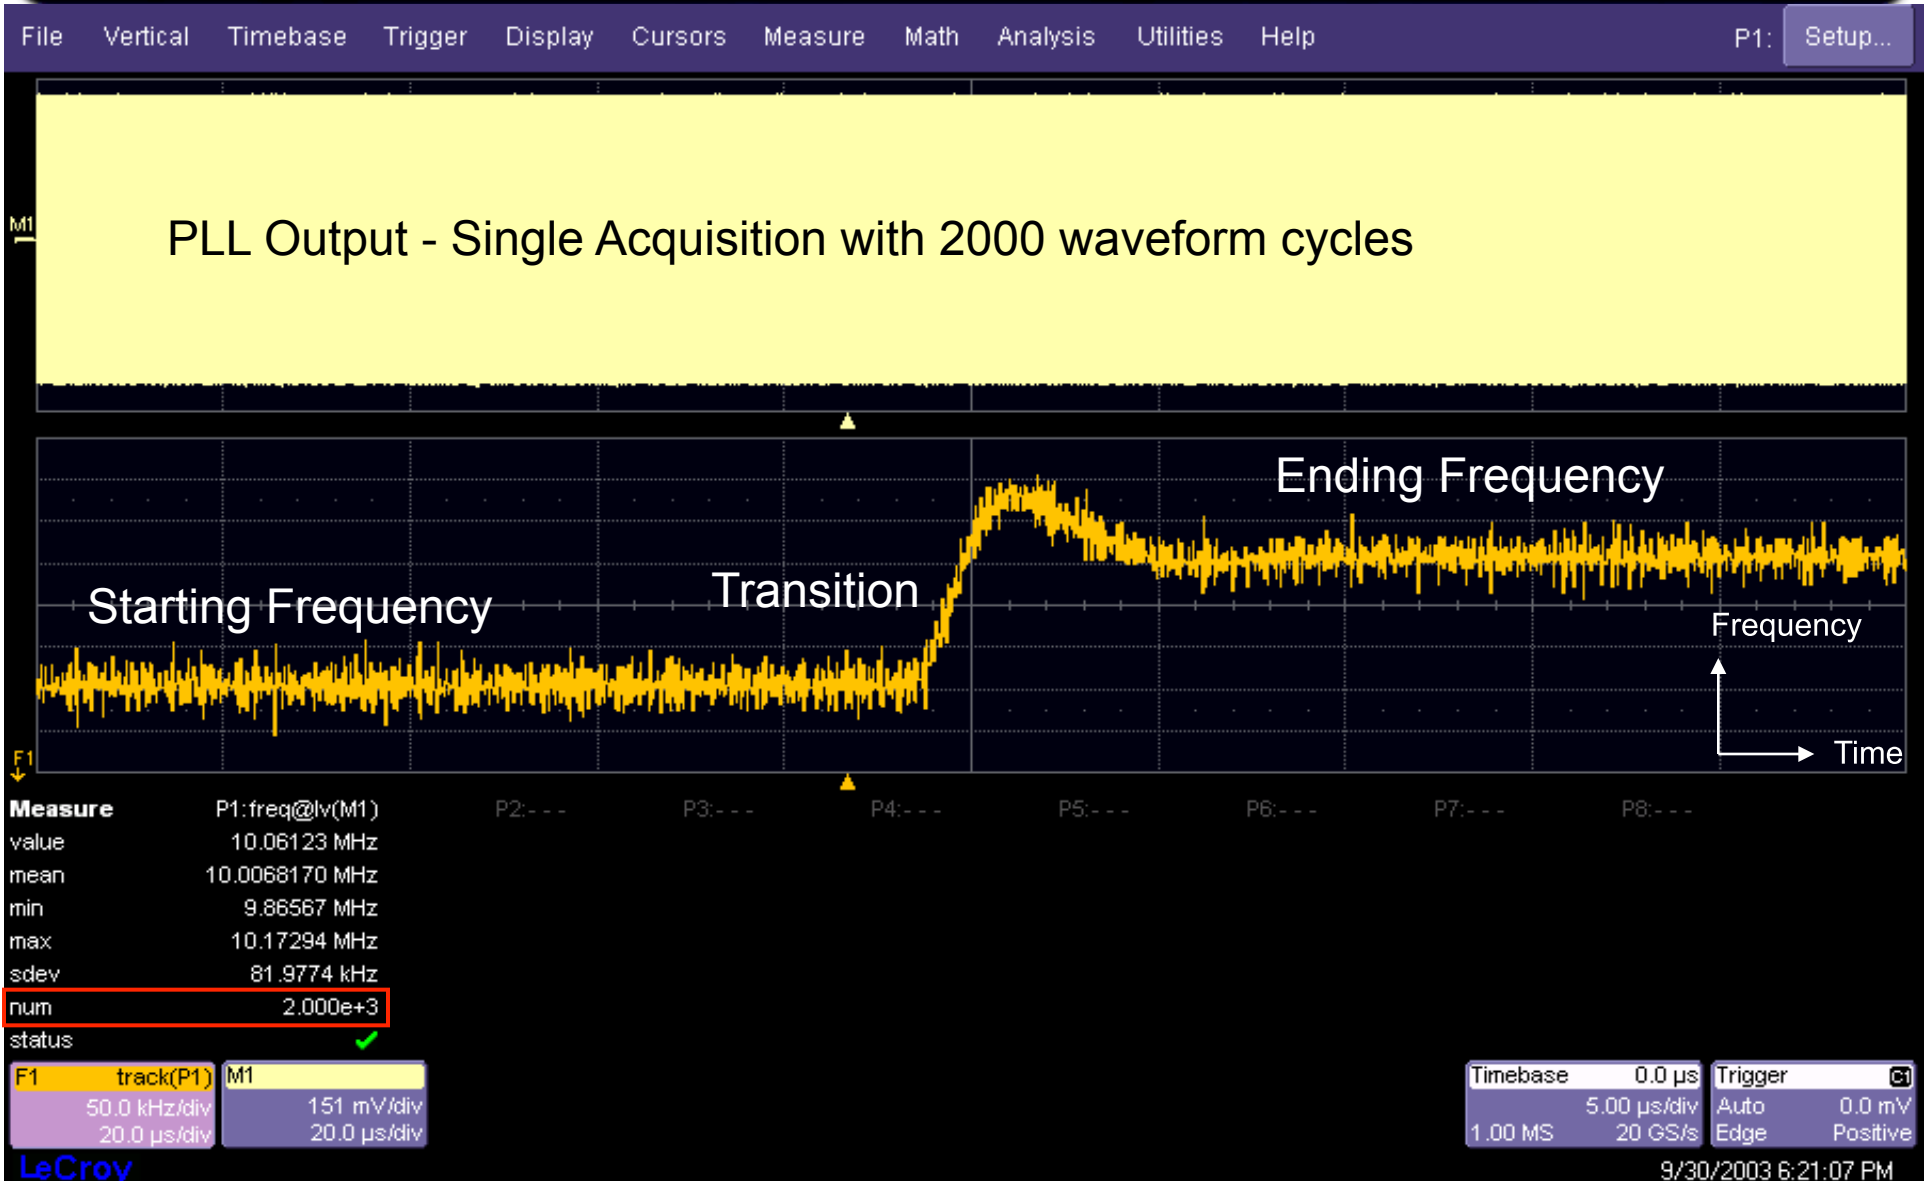 File Vertical Timebase Trigger Display Cursors Measure Math Analysis Utilities Help P1: Setup...
M1
PLL Output - Single Acquisition with 2000 waveform cycles
Ending Frequency
Transition
Starting Frequency
Frequency
Time
F1
Measure P1:freq@lv(M1) P2:- - - P3:- - - P4:- - - P5:- - - P6:- - - P7:- - - P8:- - -
value 10.06123 MHz
mean 10.0068170 MHz
min 9.86567 MHz
max 10.17294 MHz
sdev 81.9774 kHz
num 2.000e+3
status
F1 track(P1) M1 Timebase 0.0 µs Trigger C1
50.0 kHz/div 151 mV/div 5.00 µs/div Auto 0.0 mV
20.0 µs/div 20.0 µs/div 1.00 MS 20 GS/s Edge Positive
LeCroy 9/30/2003 6:21:07 PM